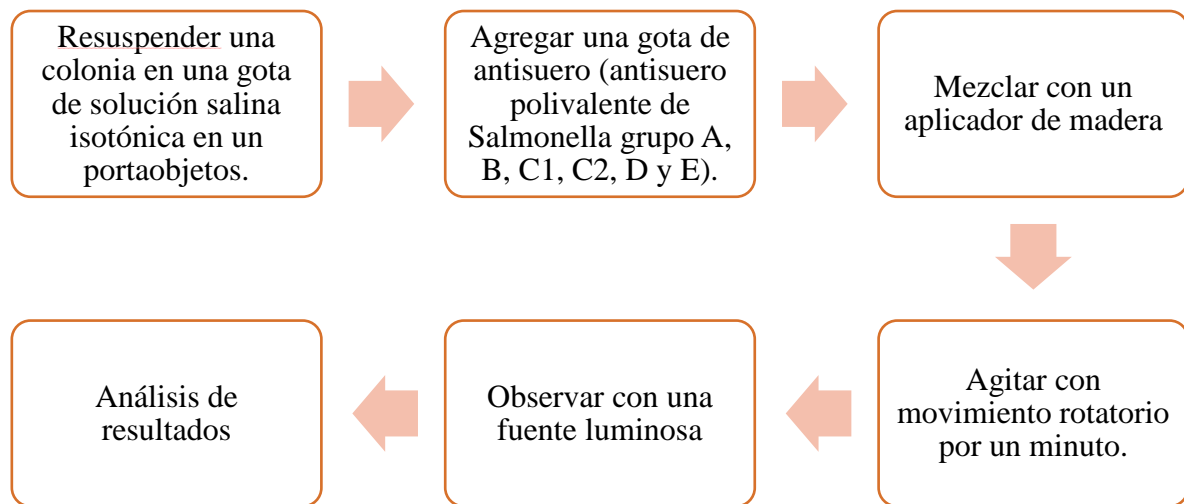 Resuspender una
colonia en una gota
de solución salina
isotónica en un
portaobjetos.
Agregar una gota de
antisuero (antisuero
polivalente de
Salmonella grupo A,
B, C1, C2, D y E).
Mezclar con un
aplicador de madera
Agitar con
movimiento rotatorio
por un minuto.
Observar con una
fuente luminosa
Análisis de
resultados